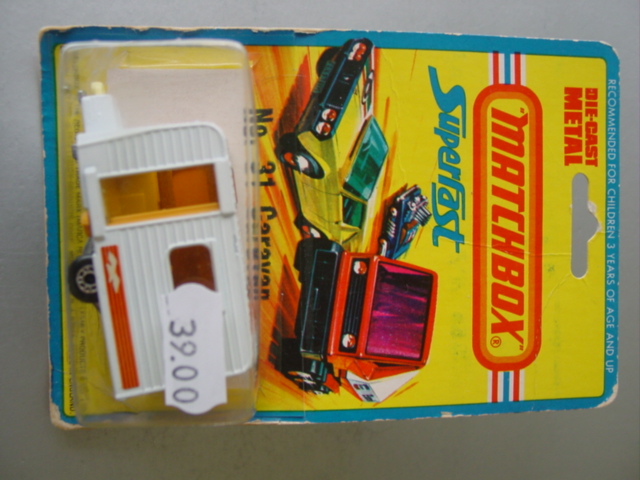 RECOMMENDED FOR CHILDREN 3 YEARS OF AGE AND UP
DIE-CAST
METAL
"MATCHBOX"®
Superfast
No. 31 Caravan
39.00